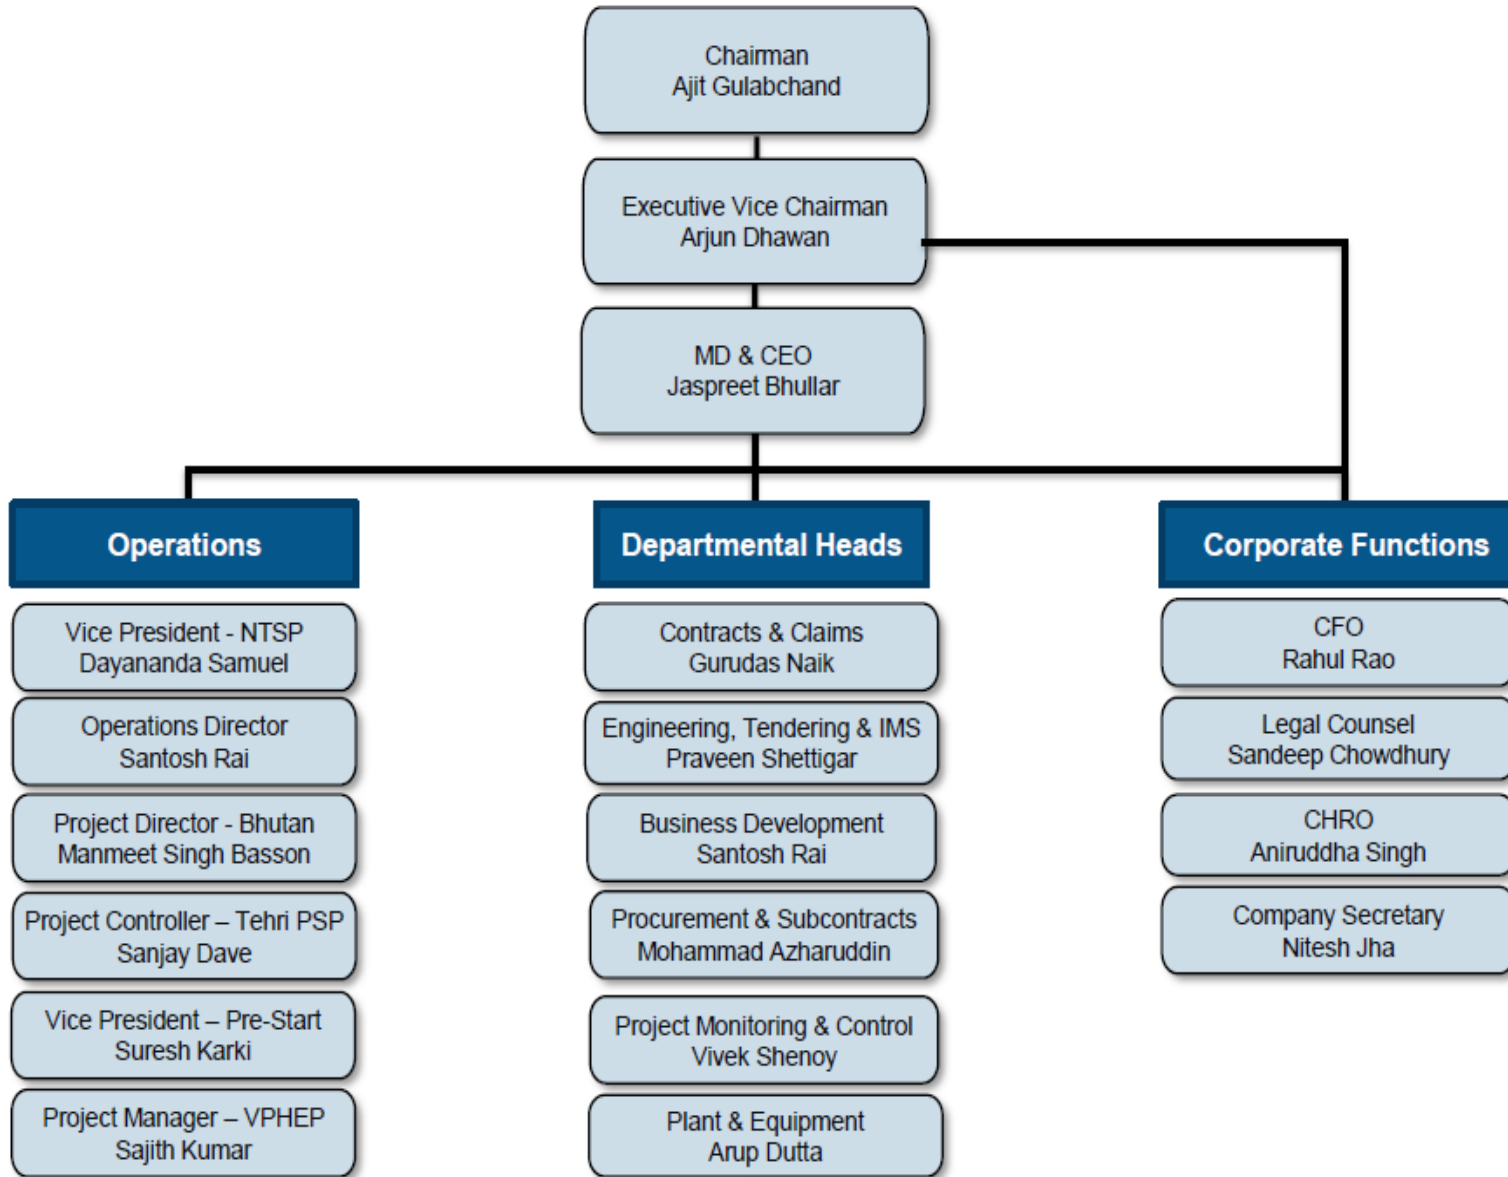 Chairman
Ajit Gulabchand
Executive Vice Chairman
Arjun Dhawan
MD & CEO
Jaspreet Bhullar
Operations
Vice President - NTSP
Dayananda Samuel
Operations Director
Santosh Rai
Project Director - Bhutan
Manmeet Singh Basson
Project Controller – Tehri PSP
Sanjay Dave
Vice President – Pre-Start
Suresh Karki
Project Manager – VPHEP
Sajith Kumar
Departmental Heads
Contracts & Claims
Gurudas Naik
Engineering, Tendering & IMS
Praveen Shettigar
Business Development
Santosh Rai
Procurement & Subcontracts
Mohammad Azharuddin
Project Monitoring & Control
Vivek Shenoy
Plant & Equipment
Arup Dutta
Corporate Functions
CFO
Rahul Rao
Legal Counsel
Sandeep Chowdhury
CHRO
Aniruddha Singh
Company Secretary
Nitesh Jha